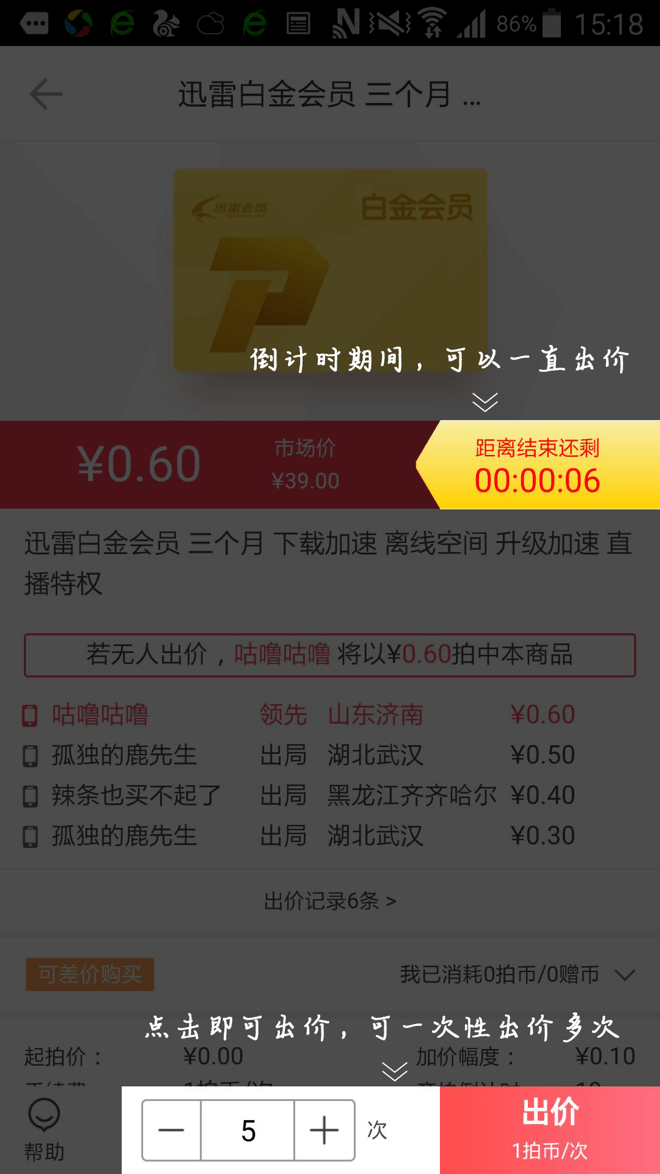 86% 15:18
迅雷白金会员 三个月 ...
迅雷会员
白金会员
倒计时期间，可以一直出价
¥0.60
市场价
¥39.00
距离结束还剩
00:00:06
迅雷白金会员 三个月 下载加速 离线空间 升级加速 直
播特权
若无人出价，咕噜咕噜 将以¥0.60拍中本商品
咕噜咕噜 领先 山东济南 ¥0.60
孤独的鹿先生 出局 湖北武汉 ¥0.50
辣条也买不起了 出局 黑龙江齐齐哈尔 ¥0.40
孤独的鹿先生 出局 湖北武汉 ¥0.30
出价记录6条 >
可差价购买 我已消耗0拍币/0赠币
点击即可出价，可一次性出价多次
起拍价： ¥0.00 加价幅度： ¥0.10
帮助
5 次
出价
1拍币/次